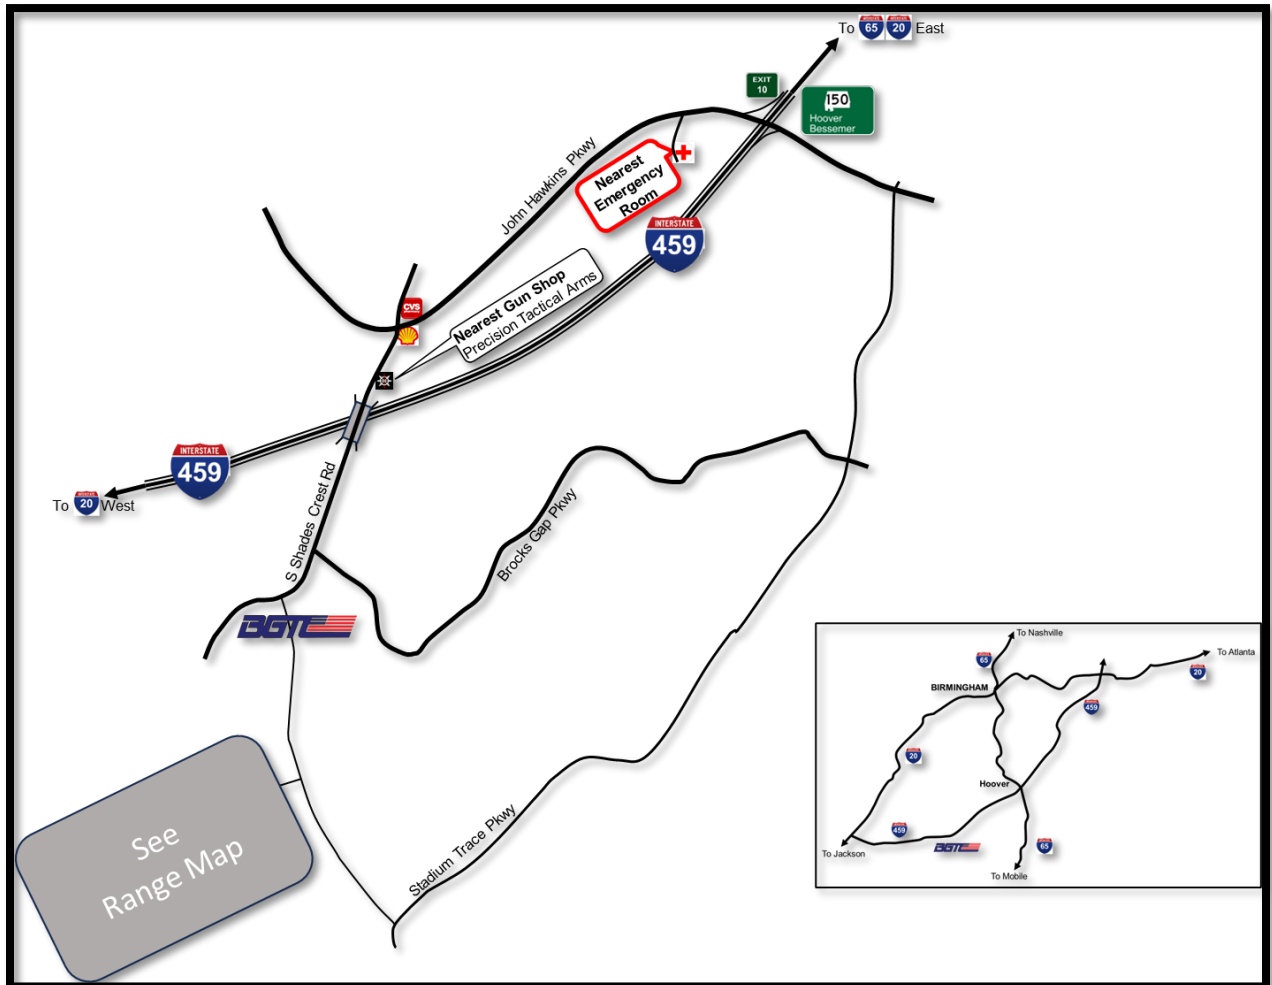 To 65 20 East
EXIT
10
150
Hoover
Bessemer
John Hawkins Pkwy
Nearest
Emergency
Room
INTERSTATE
459
CVS
pharmacy
Nearest Gun Shop
Precision Tactical Arms
INTERSTATE
459
To 20 West
S Shades Crest Rd
Brocks Gap Pkwy
BGTC
See
Range Map
Stadium Trace Pkwy
To Nashville
65
To Atlanta
20
BIRMINGHAM
459
20
Hoover
459
65
To Jackson
BGTC
To Mobile